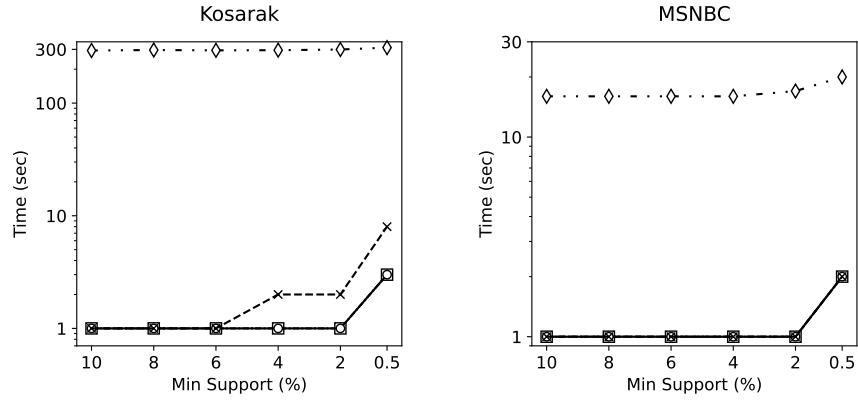 Kosarak
300
100
10
1
Time (sec)
10 8 6 4 2 0.5
Min Support (%)
MSNBC
30
10
1
Time (sec)
10 8 6 4 2 0.5
Min Support (%)